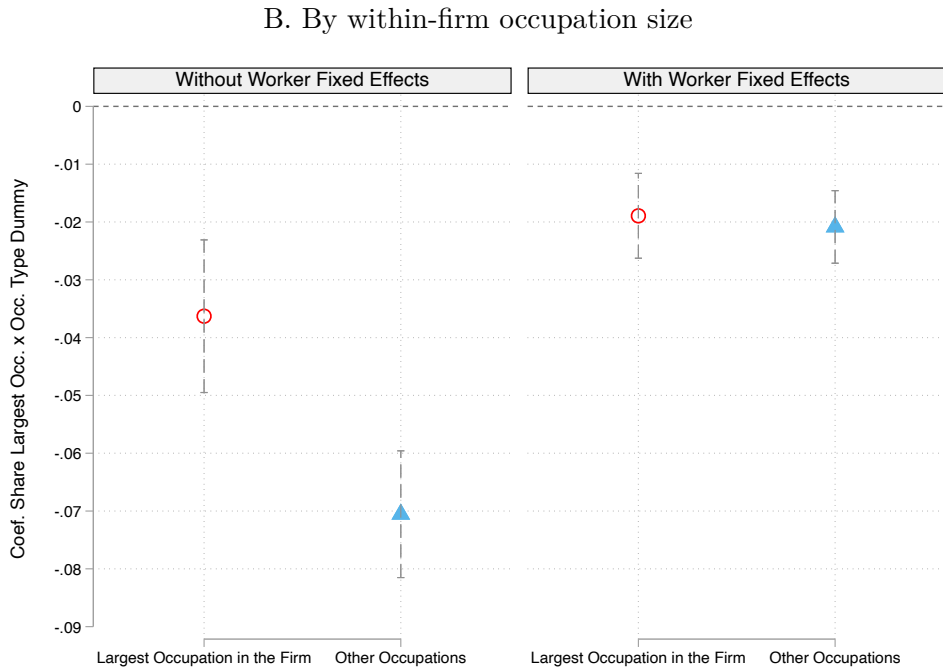 B. By within-firm occupation size
Without Worker Fixed Effects
With Worker Fixed Effects
Coef. Share Largest Occ. x Occ. Type Dummy
0
-.01
-.02
-.03
-.04
-.05
-.06
-.07
-.08
-.09
Largest Occupation in the Firm
Other Occupations
Largest Occupation in the Firm
Other Occupations